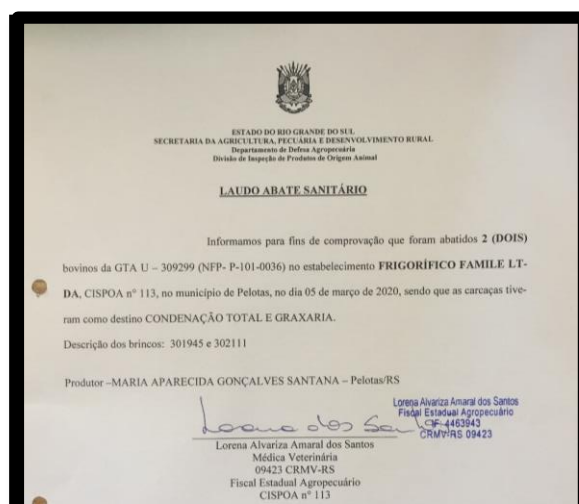 ESTADO DO RIO GRANDE DO SUL
SECRETARIA DA AGRICULTURA, PECUÁRIA E DESENVOLVIMENTO RURAL
Departamento de Defesa Agropecuária
Divisão de Inspeção de Produtos de Origem Animal
LAUDO ABATE SANITÁRIO
Informamos para fins de comprovação que foram abatidos 2 (DOIS)
bovinos da GTA U – 309299 (NFP- P-101-0036) no estabelecimento FRIGORÍFICO FAMILE LT-
DA, CISPOA nº 113, no município de Pelotas, no dia 05 de março de 2020, sendo que as carcaças tive-
ram como destino CONDENAÇÃO TOTAL E GRAXARIA.
Descrição dos brincos: 301945 e 302111
Produtor –MARIA APARECIDA GONÇALVES SANTANA – Pelotas/RS
Lorena Alvariza Amaral dos Santos
Fiscal Estadual Agropecuário
4463943
CRMV/RS 09423
Lorena Alvariza Amaral dos Santos
Médica Veterinária
09423 CRMV-RS
Fiscal Estadual Agropecuário
CISPOA nº 113